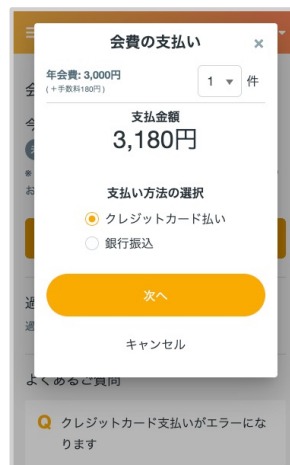 会費の支払い
×
年会費: 3,000円
(+手数料180円)
1 件
支払金額
3,180円
支払い方法の選択
クレジットカード払い
銀行振込
次へ
キャンセル
よくあるご質問
Q クレジットカード支払いがエラーにな
ります